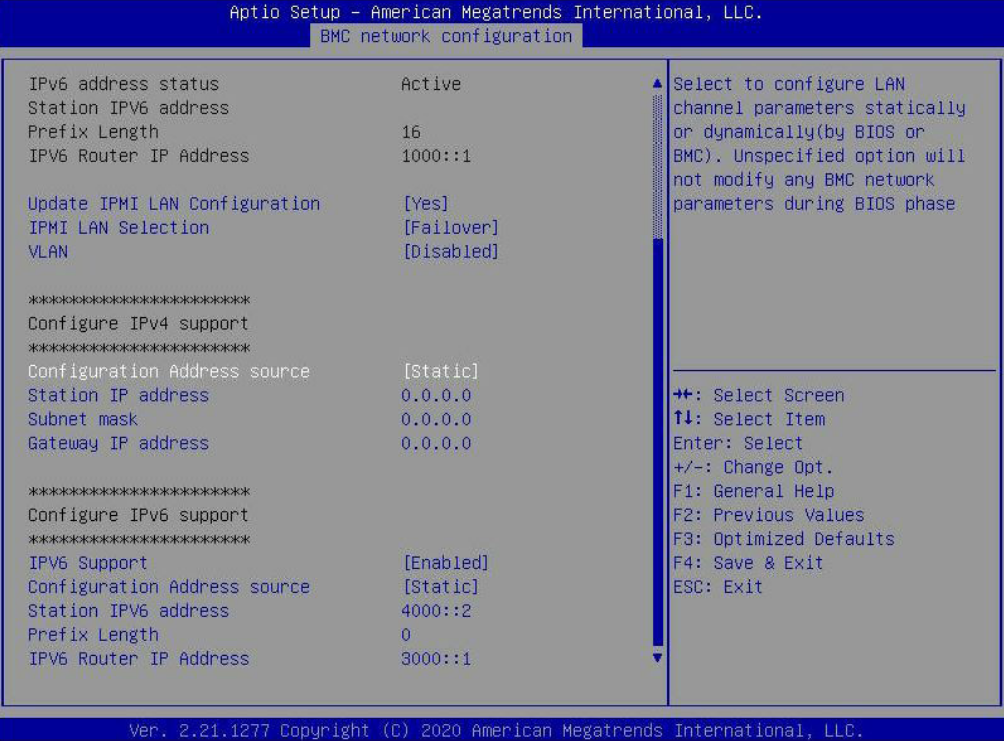 Aptio Setup – American Megatrends International, LLC.
BMC network configuration
IPv6 address status Active
Station IPV6 address
Prefix Length 16
IPV6 Router IP Address 1000::1
Update IPMI LAN Configuration [Yes]
IPMI LAN Selection [Failover]
VLAN [Disabled]
***********************
Configure IPv4 support
***********************
Configuration Address source [Static]
Station IP address 0.0.0.0
Subnet mask 0.0.0.0
Gateway IP address 0.0.0.0
***********************
Configure IPv6 support
***********************
IPV6 Support [Enabled]
Configuration Address source [Static]
Station IPV6 address 4000::2
Prefix Length 0
IPV6 Router IP Address 3000::1
Select to configure LAN
channel parameters statically
or dynamically(by BIOS or
BMC). Unspecified option will
not modify any BMC network
parameters during BIOS phase
→←: Select Screen
↑↓: Select Item
Enter: Select
+/-: Change Opt.
F1: General Help
F2: Previous Values
F3: Optimized Defaults
F4: Save & Exit
ESC: Exit
Ver. 2.21.1277 Copyright (C) 2020 American Megatrends International, LLC.